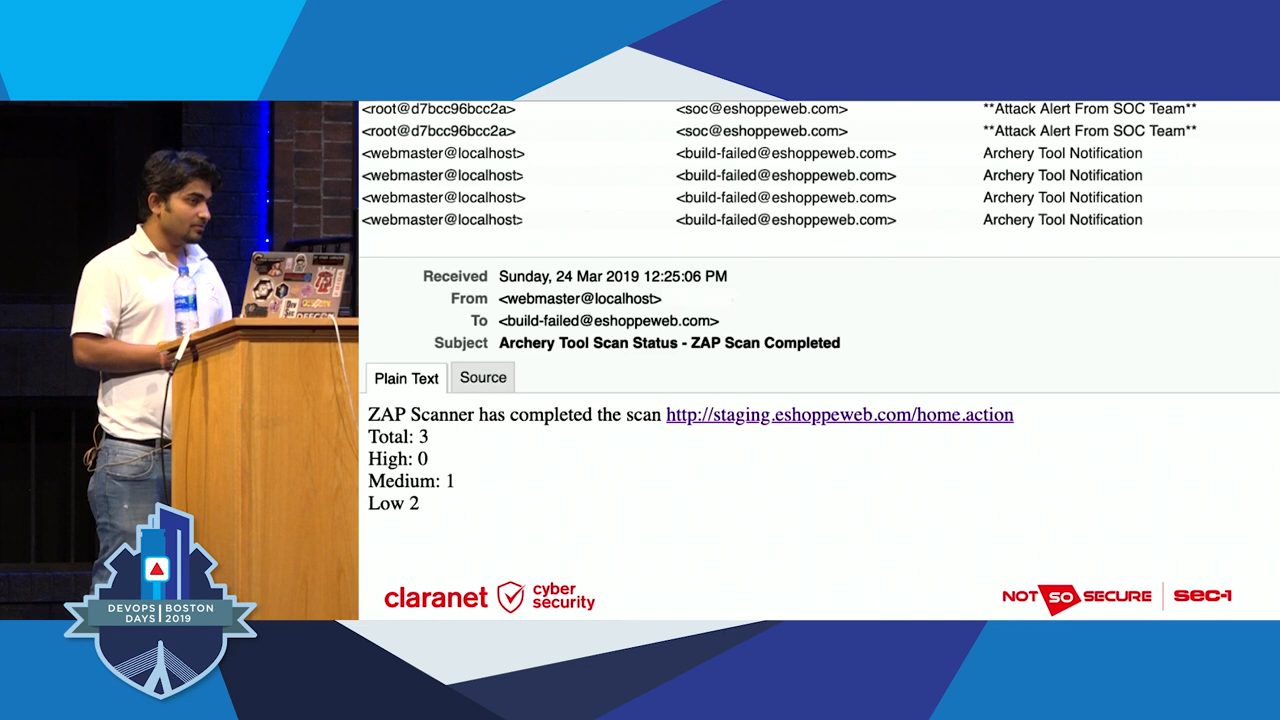 <root@d7bcc96bcc2a> <soc@eshoppeweb.com> **Attack Alert From SOC Team**
<root@d7bcc96bcc2a> <soc@eshoppeweb.com> **Attack Alert From SOC Team**
<webmaster@localhost> <build-failed@eshoppeweb.com> Archery Tool Notification
<webmaster@localhost> <build-failed@eshoppeweb.com> Archery Tool Notification
<webmaster@localhost> <build-failed@eshoppeweb.com> Archery Tool Notification
<webmaster@localhost> <build-failed@eshoppeweb.com> Archery Tool Notification
Received Sunday, 24 Mar 2019 12:25:06 PM
From <webmaster@localhost>
To <build-failed@eshoppeweb.com>
Subject Archery Tool Scan Status - ZAP Scan Completed
Plain Text Source
ZAP Scanner has completed the scan http://staging.eshoppeweb.com/home.action
Total: 3
High: 0
Medium: 1
Low 2
claranet cyber security
NOT SO SECURE SEC-1
DEVOPS BOSTON
DAYS 2019